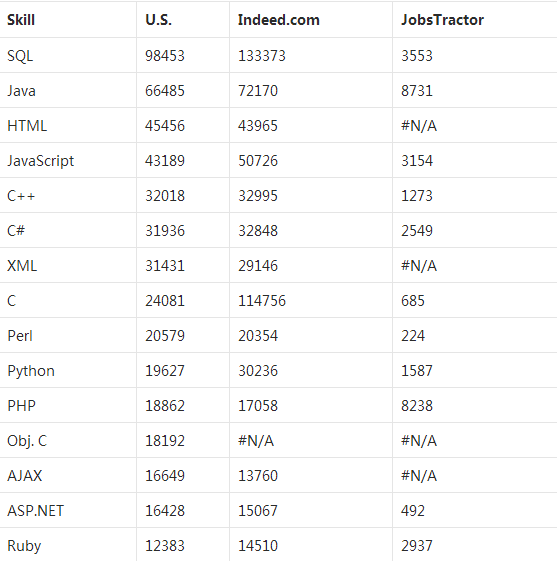 Skill U.S. Indeed.com JobsTractor
SQL 98453 133373 3553
Java 66485 72170 8731
HTML 45456 43965 #N/A
JavaScript 43189 50726 3154
C++ 32018 32995 1273
C# 31936 32848 2549
XML 31431 29146 #N/A
C 24081 114756 685
Perl 20579 20354 224
Python 19627 30236 1587
PHP 18862 17058 8238
Obj. C 18192 #N/A #N/A
AJAX 16649 13760 #N/A
ASP.NET 16428 15067 492
Ruby 12383 14510 2937